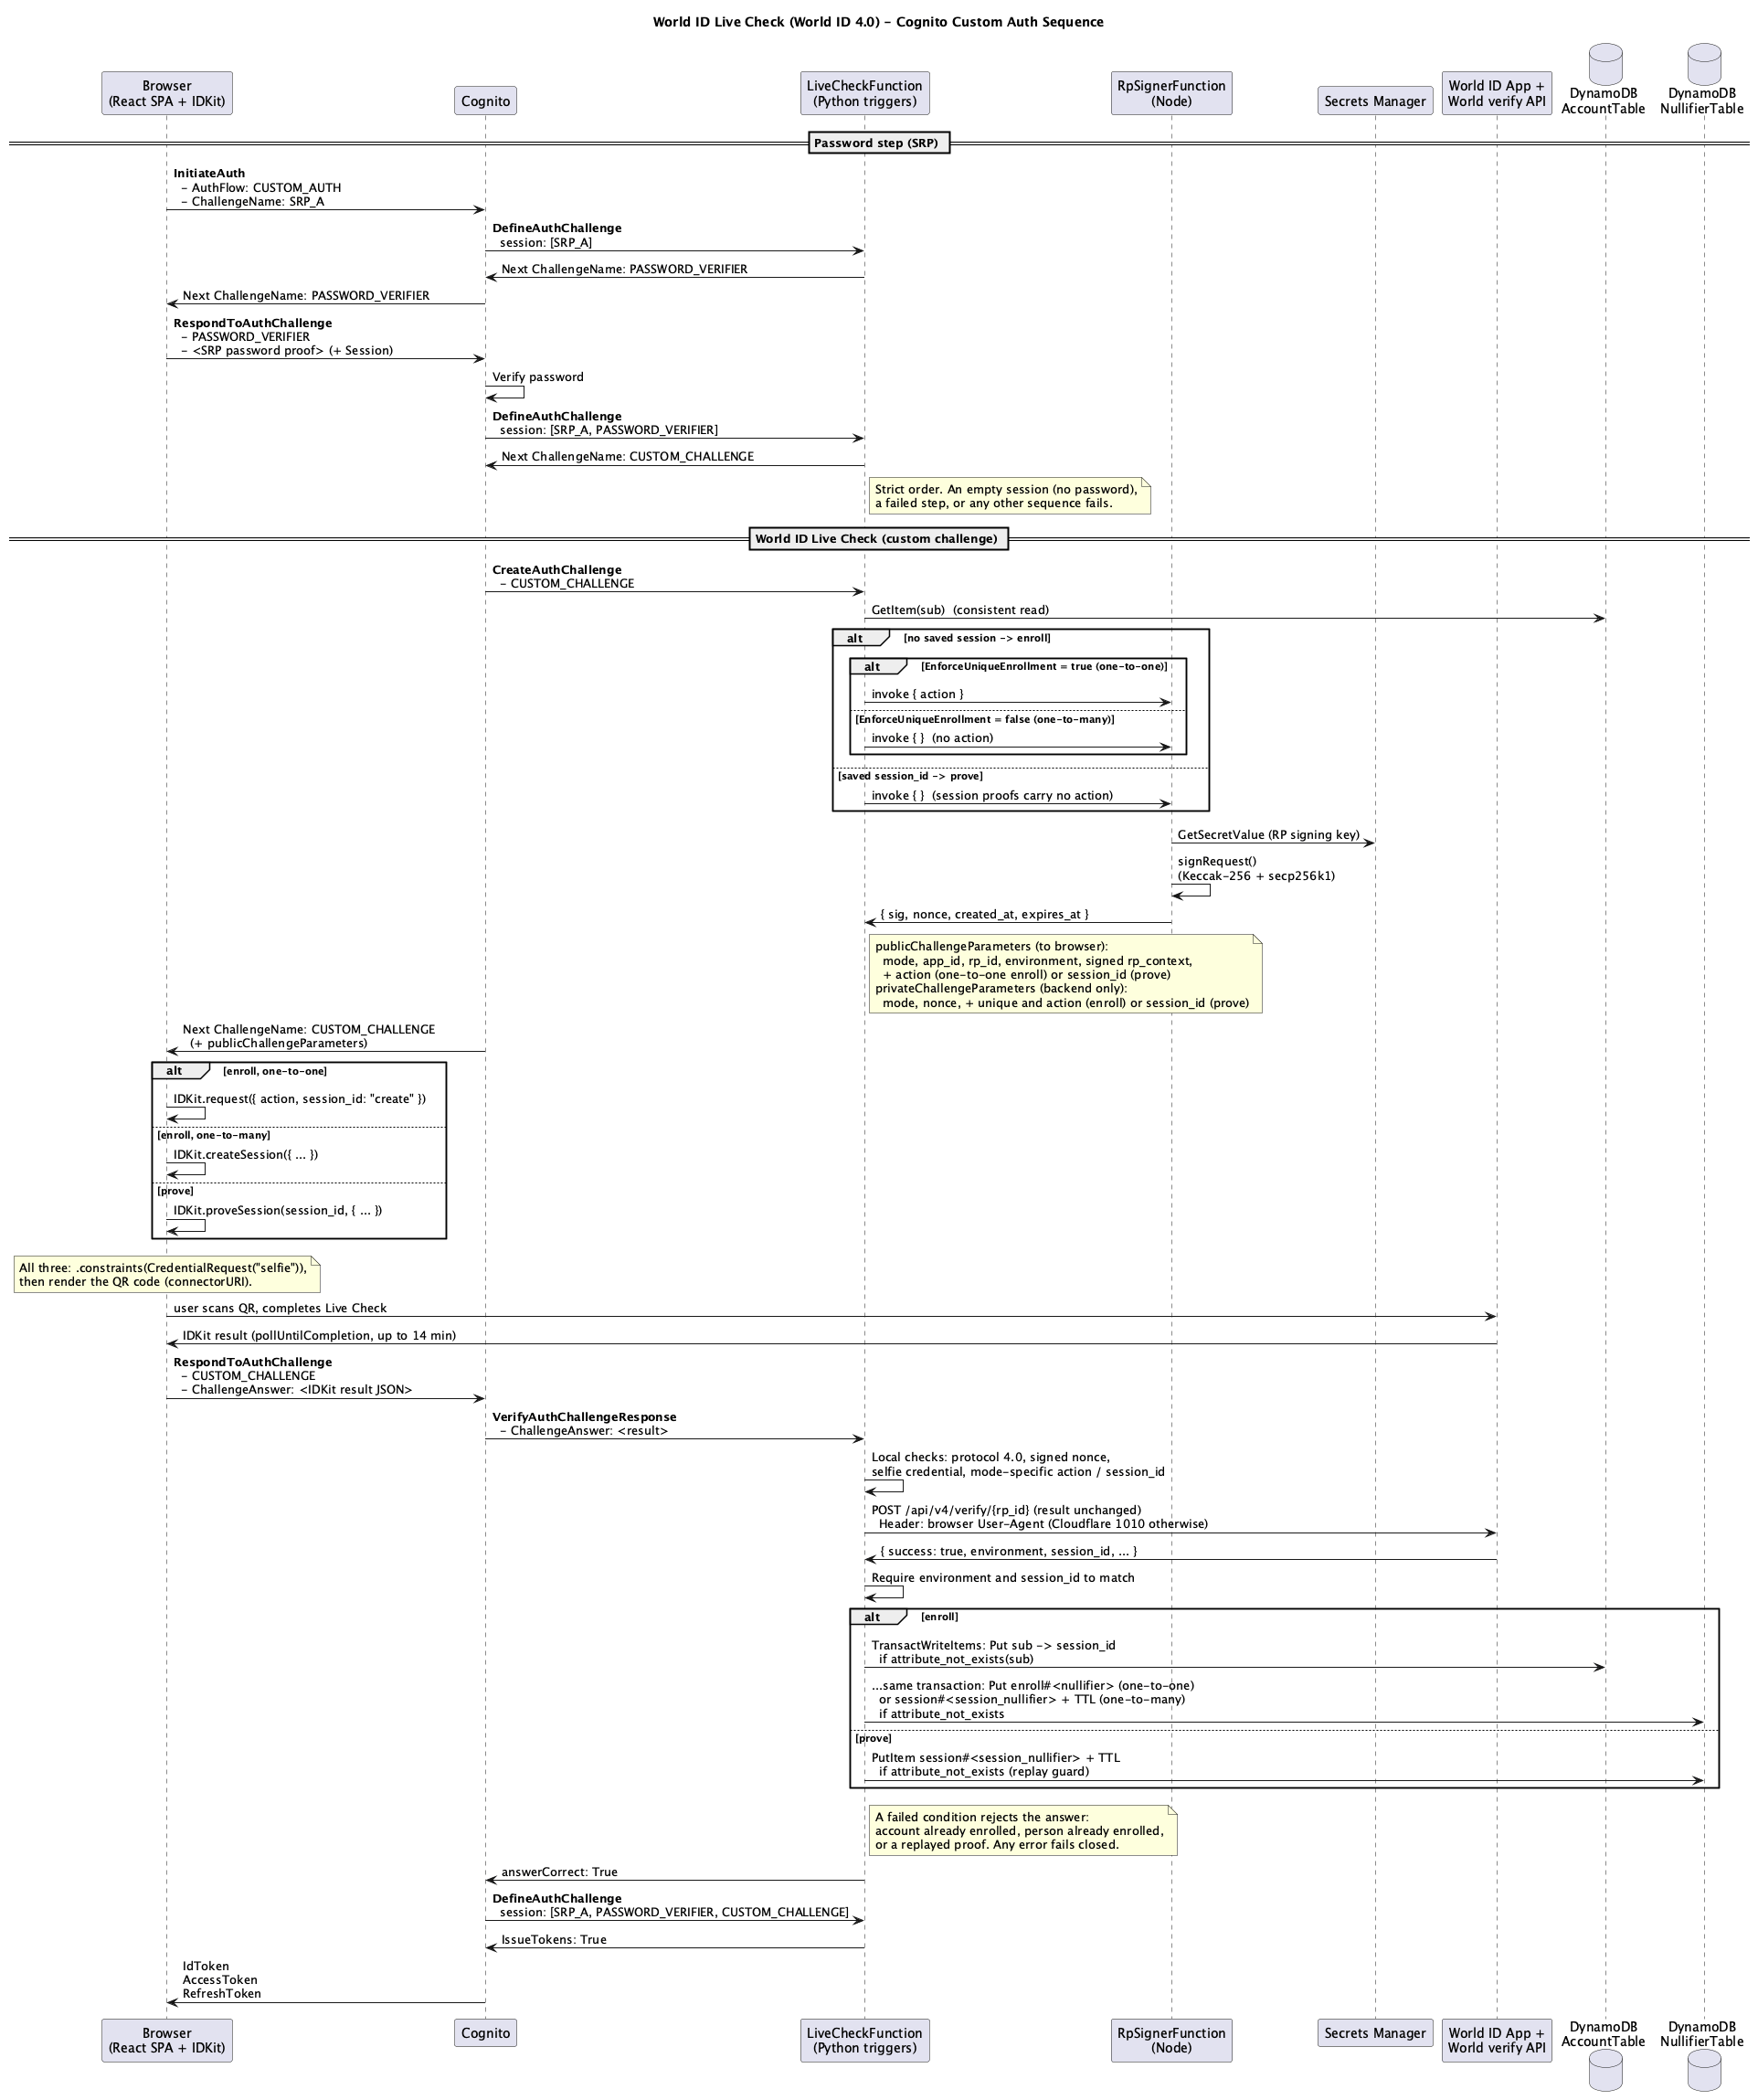 World ID Live Check (World ID 4.0) - Cognito Custom Auth Sequence
Browser
(React SPA + IDKit)
Cognito
LiveCheckFunction
(Python triggers)
RpSignerFunction
(Node)
Secrets Manager
World ID App +
World verify API
DynamoDB
AccountTable
DynamoDB
NullifierTable
Password step (SRP)
InitiateAuth
- AuthFlow: CUSTOM_AUTH
- ChallengeName: SRP_A
DefineAuthChallenge
session: [SRP_A]
Next ChallengeName: PASSWORD_VERIFIER
Next ChallengeName: PASSWORD_VERIFIER
RespondToAuthChallenge
- PASSWORD_VERIFIER
- <SRP password proof> (+ Session)
Verify password
DefineAuthChallenge
session: [SRP_A, PASSWORD_VERIFIER]
Next ChallengeName: CUSTOM_CHALLENGE
Strict order. An empty session (no password),
a failed step, or any other sequence fails.
World ID Live Check (custom challenge)
CreateAuthChallenge
- CUSTOM_CHALLENGE
GetItem(sub) (consistent read)
alt [no saved session -> enroll]
alt [EnforceUniqueEnrollment = true (one-to-one)]
invoke { action }
[EnforceUniqueEnrollment = false (one-to-many)]
invoke { } (no action)
[saved session_id -> prove]
invoke { } (session proofs carry no action)
GetSecretValue (RP signing key)
signRequest()
(Keccak-256 + secp256k1)
{ sig, nonce, created_at, expires_at }
publicChallengeParameters (to browser):
mode, app_id, rp_id, environment, signed rp_context,
+ action (one-to-one enroll) or session_id (prove)
privateChallengeParameters (backend only):
mode, nonce, + unique and action (enroll) or session_id (prove)
Next ChallengeName: CUSTOM_CHALLENGE
(+ publicChallengeParameters)
alt [enroll, one-to-one]
IDKit.request({ action, session_id: "create" })
[enroll, one-to-many]
IDKit.createSession({ ... })
[prove]
IDKit.proveSession(session_id, { ... })
All three: .constraints(CredentialRequest("selfie")),
then render the QR code (connectorURI).
user scans QR, completes Live Check
IDKit result (pollUntilCompletion, up to 14 min)
RespondToAuthChallenge
- CUSTOM_CHALLENGE
- ChallengeAnswer: <IDKit result JSON>
VerifyAuthChallengeResponse
- ChallengeAnswer: <result>
Local checks: protocol 4.0, signed nonce,
selfie credential, mode-specific action / session_id
POST /api/v4/verify/{rp_id} (result unchanged)
Header: browser User-Agent (Cloudflare 1010 otherwise)
{ success: true, environment, session_id, ... }
Require environment and session_id to match
alt [enroll]
TransactWriteItems: Put sub -> session_id
if attribute_not_exists(sub)
...same transaction: Put enroll#<nullifier> (one-to-one)
or session#<session_nullifier> + TTL (one-to-many)
if attribute_not_exists
[prove]
PutItem session#<session_nullifier> + TTL
if attribute_not_exists (replay guard)
A failed condition rejects the answer:
account already enrolled, person already enrolled,
or a replayed proof. Any error fails closed.
answerCorrect: True
DefineAuthChallenge
session: [SRP_A, PASSWORD_VERIFIER, CUSTOM_CHALLENGE]
IssueTokens: True
IdToken
AccessToken
RefreshToken
Browser
(React SPA + IDKit)
Cognito
LiveCheckFunction
(Python triggers)
RpSignerFunction
(Node)
Secrets Manager
World ID App +
World verify API
DynamoDB
AccountTable
DynamoDB
NullifierTable